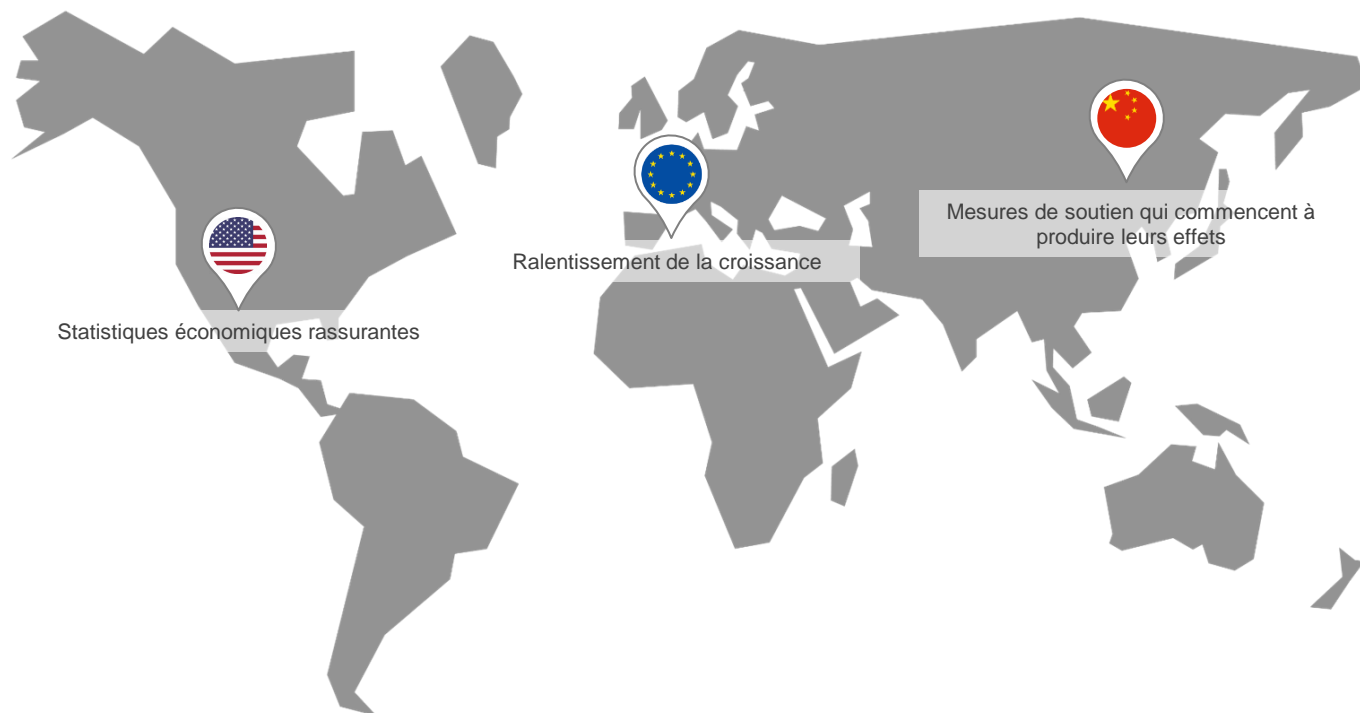 Mesures de soutien qui commencent à
produire leurs effets
Ralentissement de la croissance
Statistiques économiques rassurantes